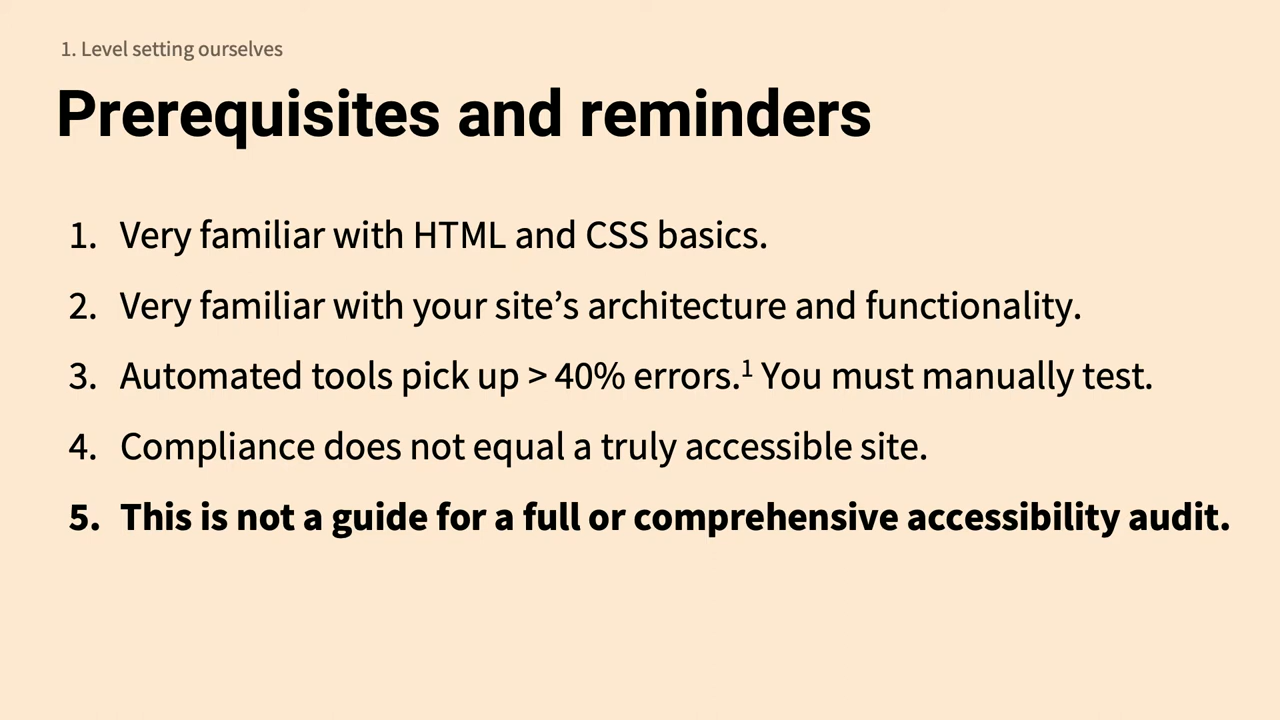 1. Level setting ourselves
Prerequisites and reminders
1. Very familiar with HTML and CSS basics.
2. Very familiar with your site’s architecture and functionality.
3. Automated tools pick up > 40% errors.¹ You must manually test.
4. Compliance does not equal a truly accessible site.
5. This is not a guide for a full or comprehensive accessibility audit.